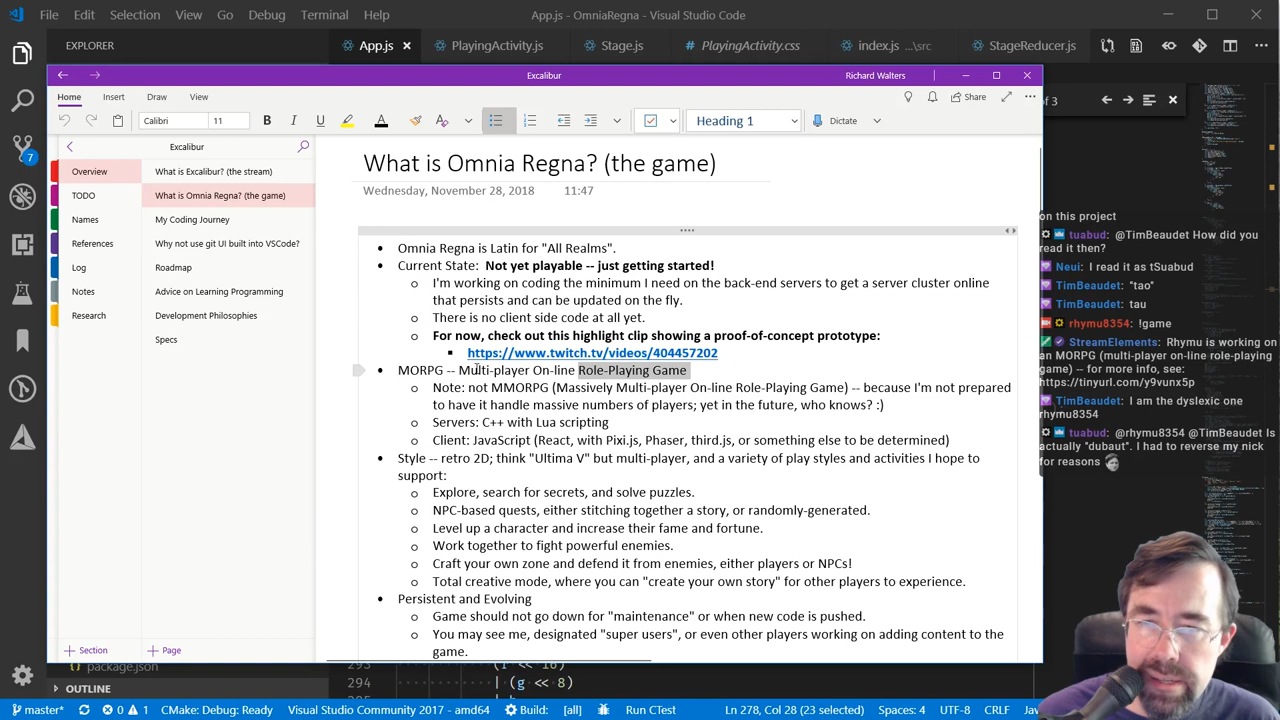 File Edit Selection View Go Debug Terminal Help
App.js - OmniaRegna - Visual Studio Code
EXPLORER
App.js PlayingActivity.js Stage.js PlayingActivity.css index.js ...\src StageReducer.js
Excalibur
Richard Walters
Home Insert Draw View
Share
of 3
Calibri 11 B I U A Heading 1 Dictate
7
Excalibur
Overview
TODO
Names
References
Log
Notes
Research
What is Excalibur? (the stream)
What is Omnia Regna? (the game)
My Coding Journey
Why not use git UI built into VSCode?
Roadmap
Advice on Learning Programming
Development Philosophies
Specs
Section
Page
What is Omnia Regna? (the game)
Wednesday, November 28, 2018 11:47
• Omnia Regna is Latin for "All Realms".
• Current State: Not yet playable -- just getting started!
o I'm working on coding the minimum I need on the back-end servers to get a server cluster online
that persists and can be updated on the fly.
o There is no client side code at all yet.
o For now, check out this highlight clip showing a proof-of-concept prototype:
▪ https://www.twitch.tv/videos/404457202
• MORPG -- Multi-player On-line Role-Playing Game
o Note: not MMORPG (Massively Multi-player On-line Role-Playing Game) -- because I'm not prepared
to have it handle massive numbers of players; yet in the future, who knows? :)
o Servers: C++ with Lua scripting
o Client: JavaScript (React, with Pixi.js, Phaser, third.js, or something else to be determined)
• Style -- retro 2D; think "Ultima V" but multi-player, and a variety of play styles and activities I hope to
support:
o Explore, search for secrets, and solve puzzles.
o NPC-based quests, either stitching together a story, or randomly-generated.
o Level up a character and increase their fame and fortune.
o Work together to fight powerful enemies.
o Craft your own base and defend it from enemies, either players or NPCs!
o Total creative mode, where you can "create your own story" for other players to experience.
• Persistent and Evolving
o Game should not go down for "maintenance" or when new code is pushed.
o You may see me, designated "super users", or even other players working on adding content to the
game.
on this project
tuabud: @TimBeaudet How did you
read it then?
Neui: I read it as tSuabud
TimBeaudet: "tao"
TimBeaudet: tau
rhymu8354: !game
StreamElements: Rhymu is working on
an MORPG (multi-player on-line role-playing
game) -- for more, see:
https://tinyurl.com/y9vunx5p
TimBeaudet: I am the dyslexic one
rhymu8354
tuabud: @rhymu8354 @TimBeaudet Is
actually "dubaut". I had to reverse my nick
for reasons
package.json
OUTLINE
293 (r << 16)
294 | (g << 8)
master* 0 1 CMake: Debug: Ready Visual Studio Community 2017 - amd64 Build: [all] Run CTest Ln 278, Col 28 (23 selected) Spaces: 4 UTF-8 CRLF